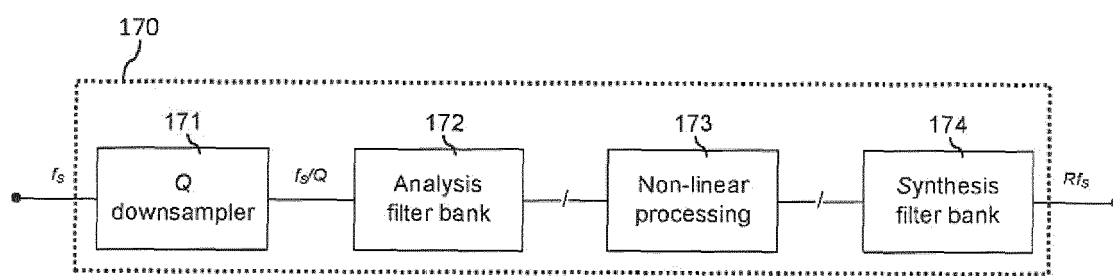 170
171
172
173
174
fs
Q
downsampler
fs/Q
Analysis
filter bank
Non-linear
processing
Synthesis
filter bank
Rfs